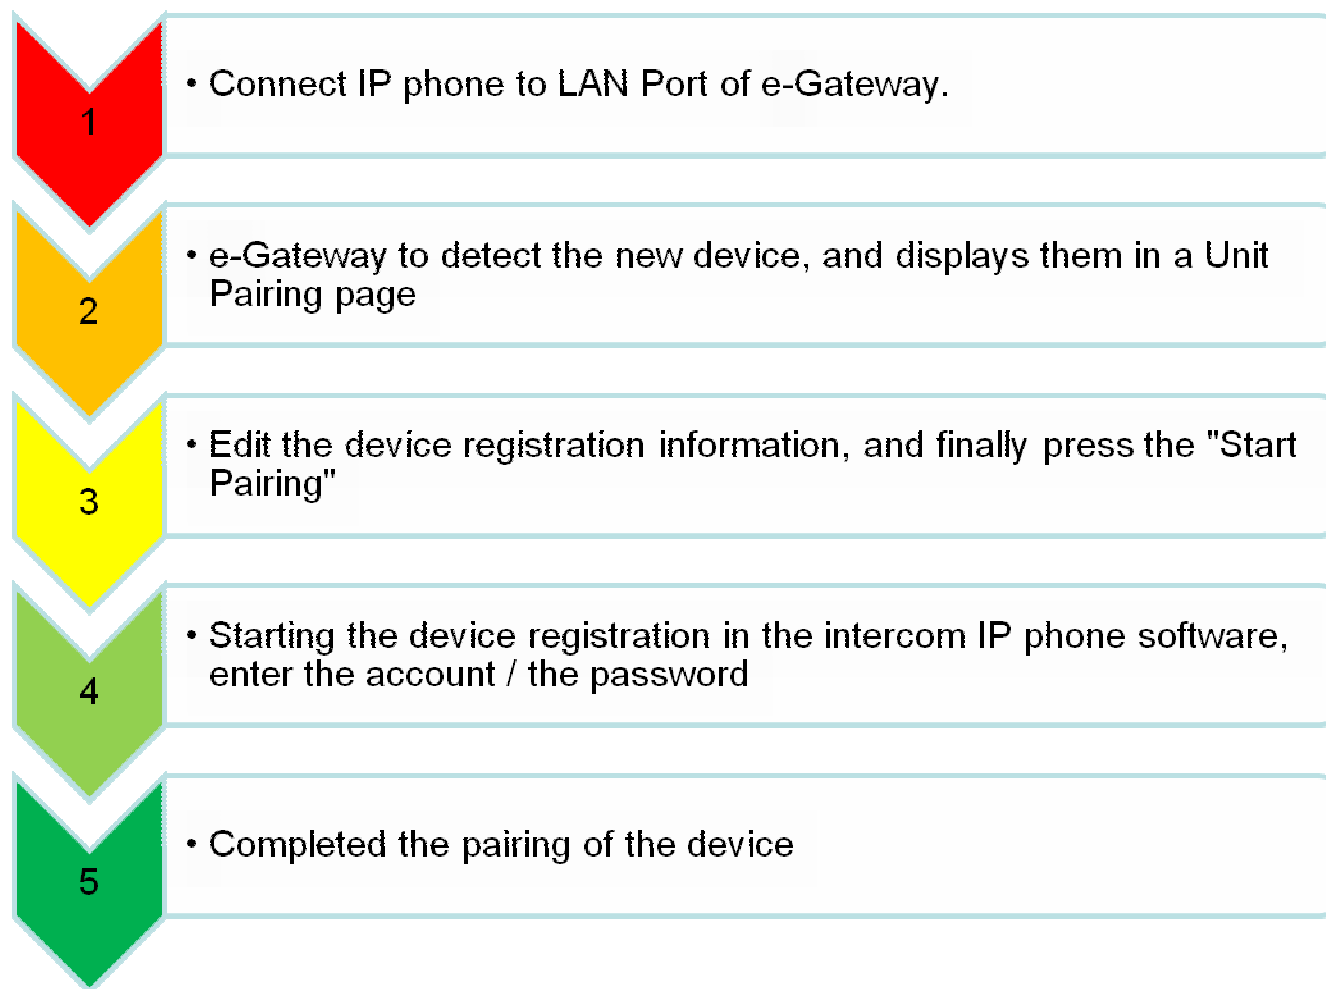 1
• Connect IP phone to LAN Port of e-Gateway.
2
• e-Gateway to detect the new device, and displays them in a Unit
Pairing page
3
• Edit the device registration information, and finally press the "Start
Pairing"
4
• Starting the device registration in the intercom IP phone software,
enter the account / the password
5
• Completed the pairing of the device